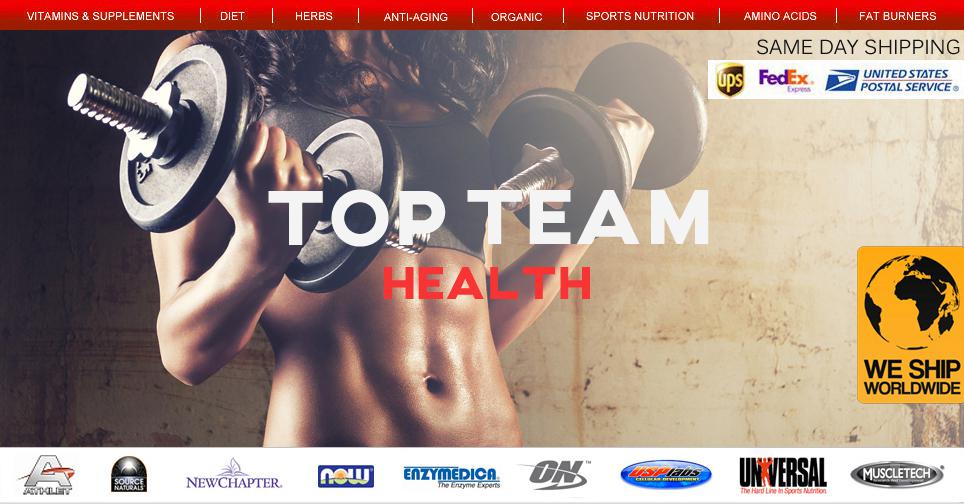 VITAMINS & SUPPLEMENTS DIET HERBS ANTI-AGING ORGANIC SPORTS NUTRITION AMINO ACIDS FAT BURNERS
SAME DAY SHIPPING
ups FedEx Express UNITED STATES POSTAL SERVICE
TOP TEAM
HEALTH
WE SHIP
WORLDWIDE
ATHLET SOURCE NATURALS NEWCHAPTER now ENZYMEDICA The Enzyme Experts ON USPlabs CELLULAR DEVELOPMENT UNIVERSAL The Hard Line In Sports Nutrition. MUSCLETECH